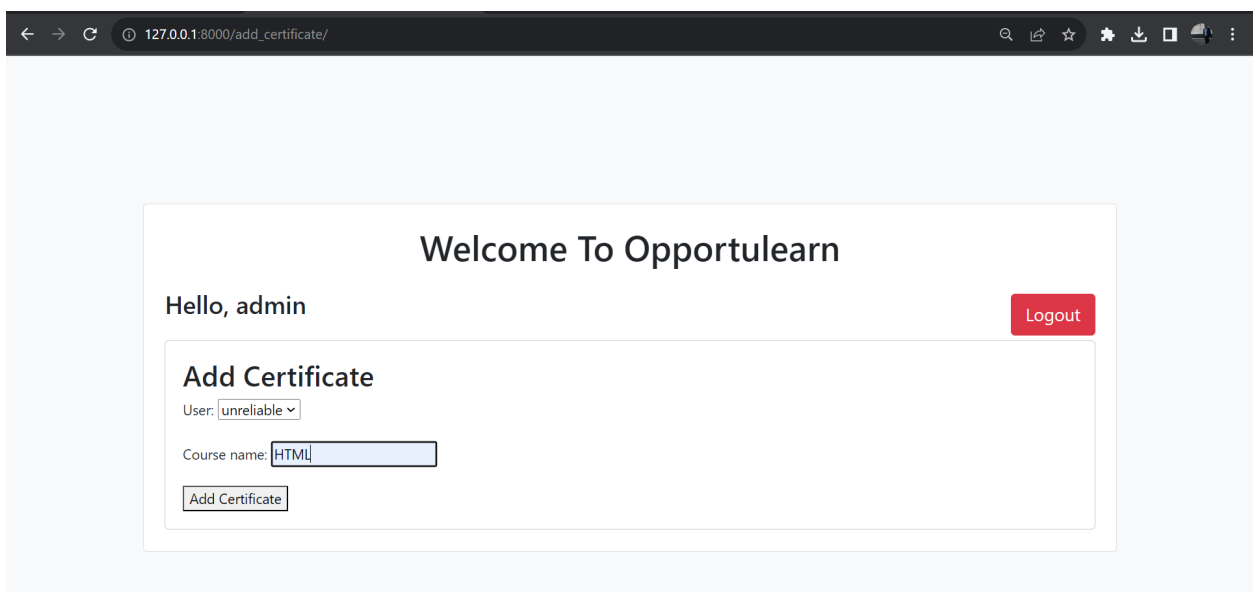 127.0.0.1:8000/add_certificate/
Welcome To Opportulearn
Hello, admin
Logout
Add Certificate
User: unreliable
Course name: HTML
Add Certificate